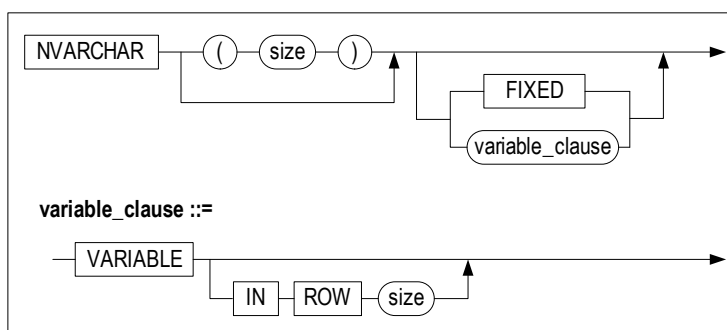 NVARCHAR ( size )
FIXED
variable_clause
variable_clause ::=
VARIABLE
IN ROW size